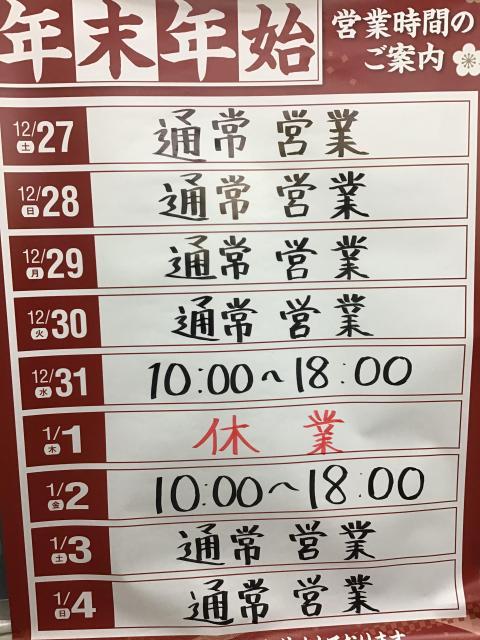 年末年始
営業時間の
ご案内
12/27 土 通常 営業
12/28 日 通常 営業
12/29 月 通常 営業
12/30 火 通常 営業
12/31 水 10:00~18:00
1/1 木 休 業
1/2 金 10:00~18:00
1/3 土 通常 営業
1/4 日 通常 営業